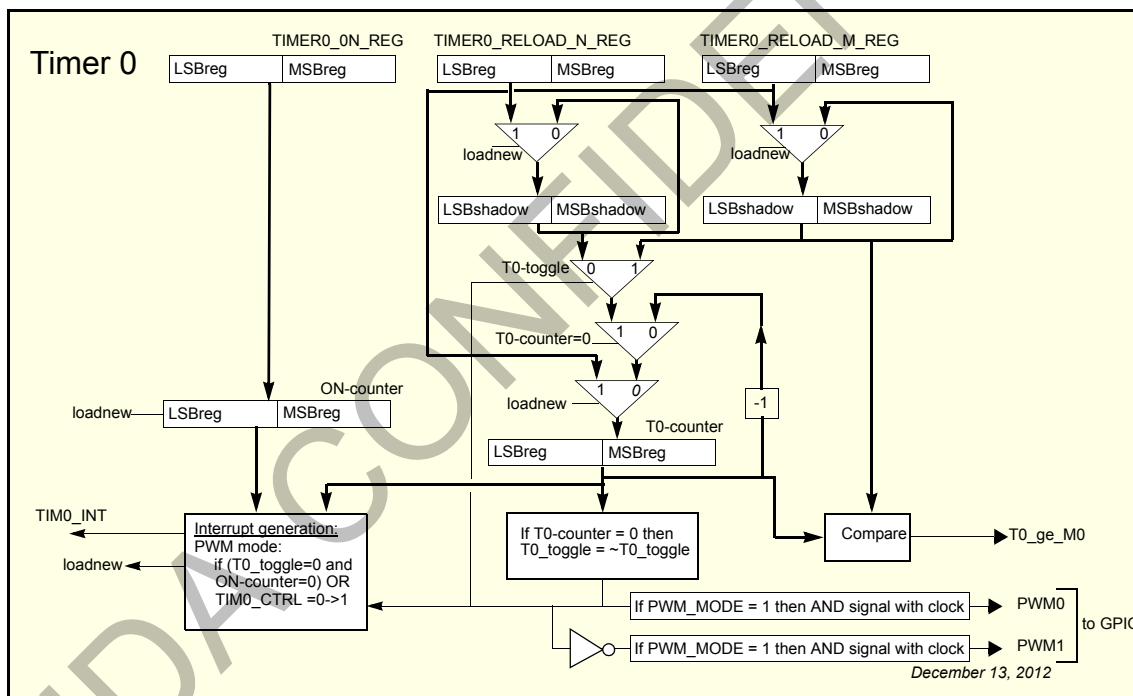 Timer 0
TIMER0_0N_REG
TIMER0_RELOAD_N_REG
TIMER0_RELOAD_M_REG
LSBreg MSBreg
LSBreg MSBreg
LSBreg MSBreg
1 0
loadnew
1 0
loadnew
LSBshadow MSBshadow
LSBshadow MSBshadow
T0-toggle
0 1
T0-counter=0
1 0
1 0
loadnew
-1
ON-counter
loadnew
LSBreg MSBreg
T0-counter
LSBreg MSBreg
TIM0_INT
loadnew
Interrupt generation:
PWM mode:
if (T0_toggle=0 and
ON-counter=0) OR
TIM0_CTRL =0->1
If T0-counter = 0 then
T0_toggle = ~T0_toggle
Compare
T0_ge_M0
If PWM_MODE = 1 then AND signal with clock
PWM0
If PWM_MODE = 1 then AND signal with clock
PWM1
to GPIO
December 13, 2012